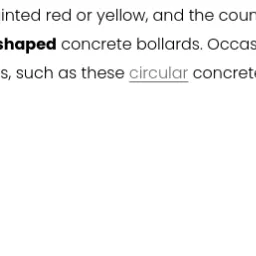 inted red or yellow, and the coun
shaped concrete bollards. Occas
s, such as these circular concrete